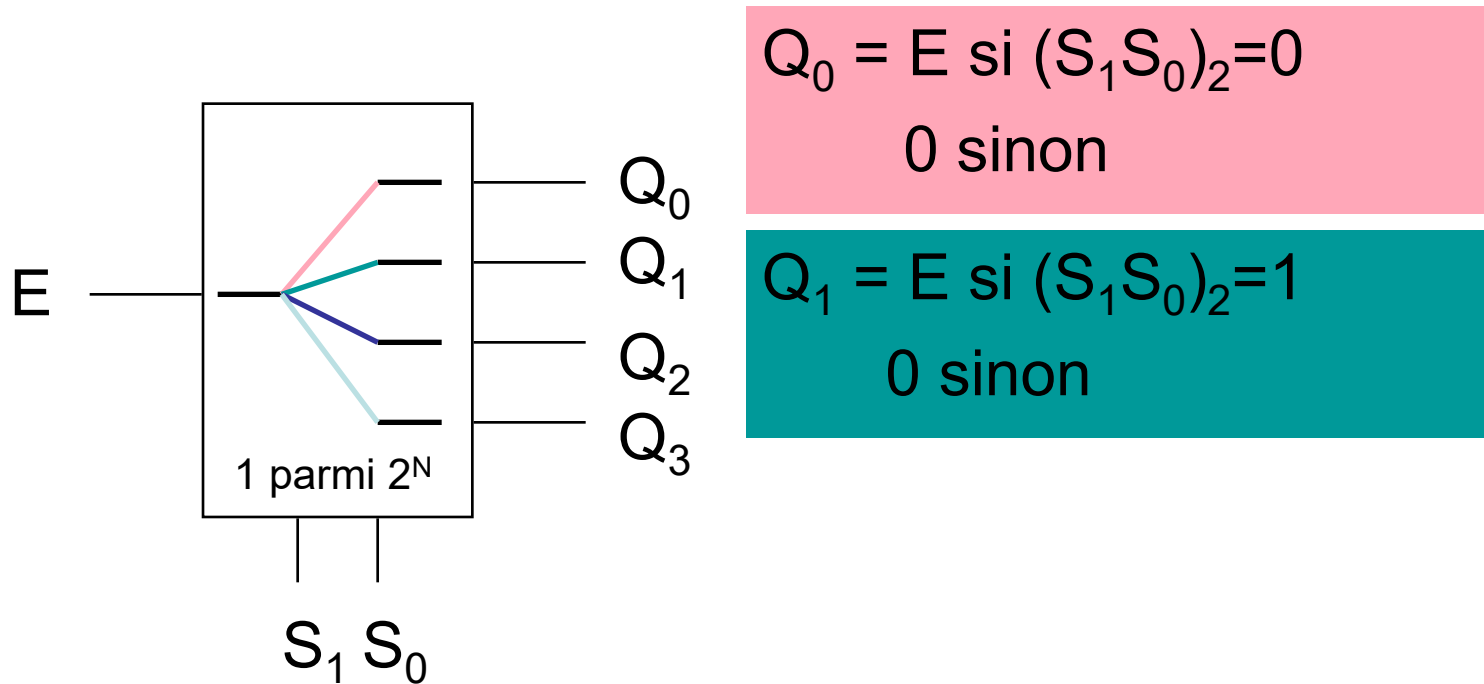 E
Q₀
Q₁
Q₂
Q₃
1 parmi 2ᴺ
S₁ S₀
Q₀ = E si (S₁S₀)₂=0
0 sinon
Q₁ = E si (S₁S₀)₂=1
0 sinon